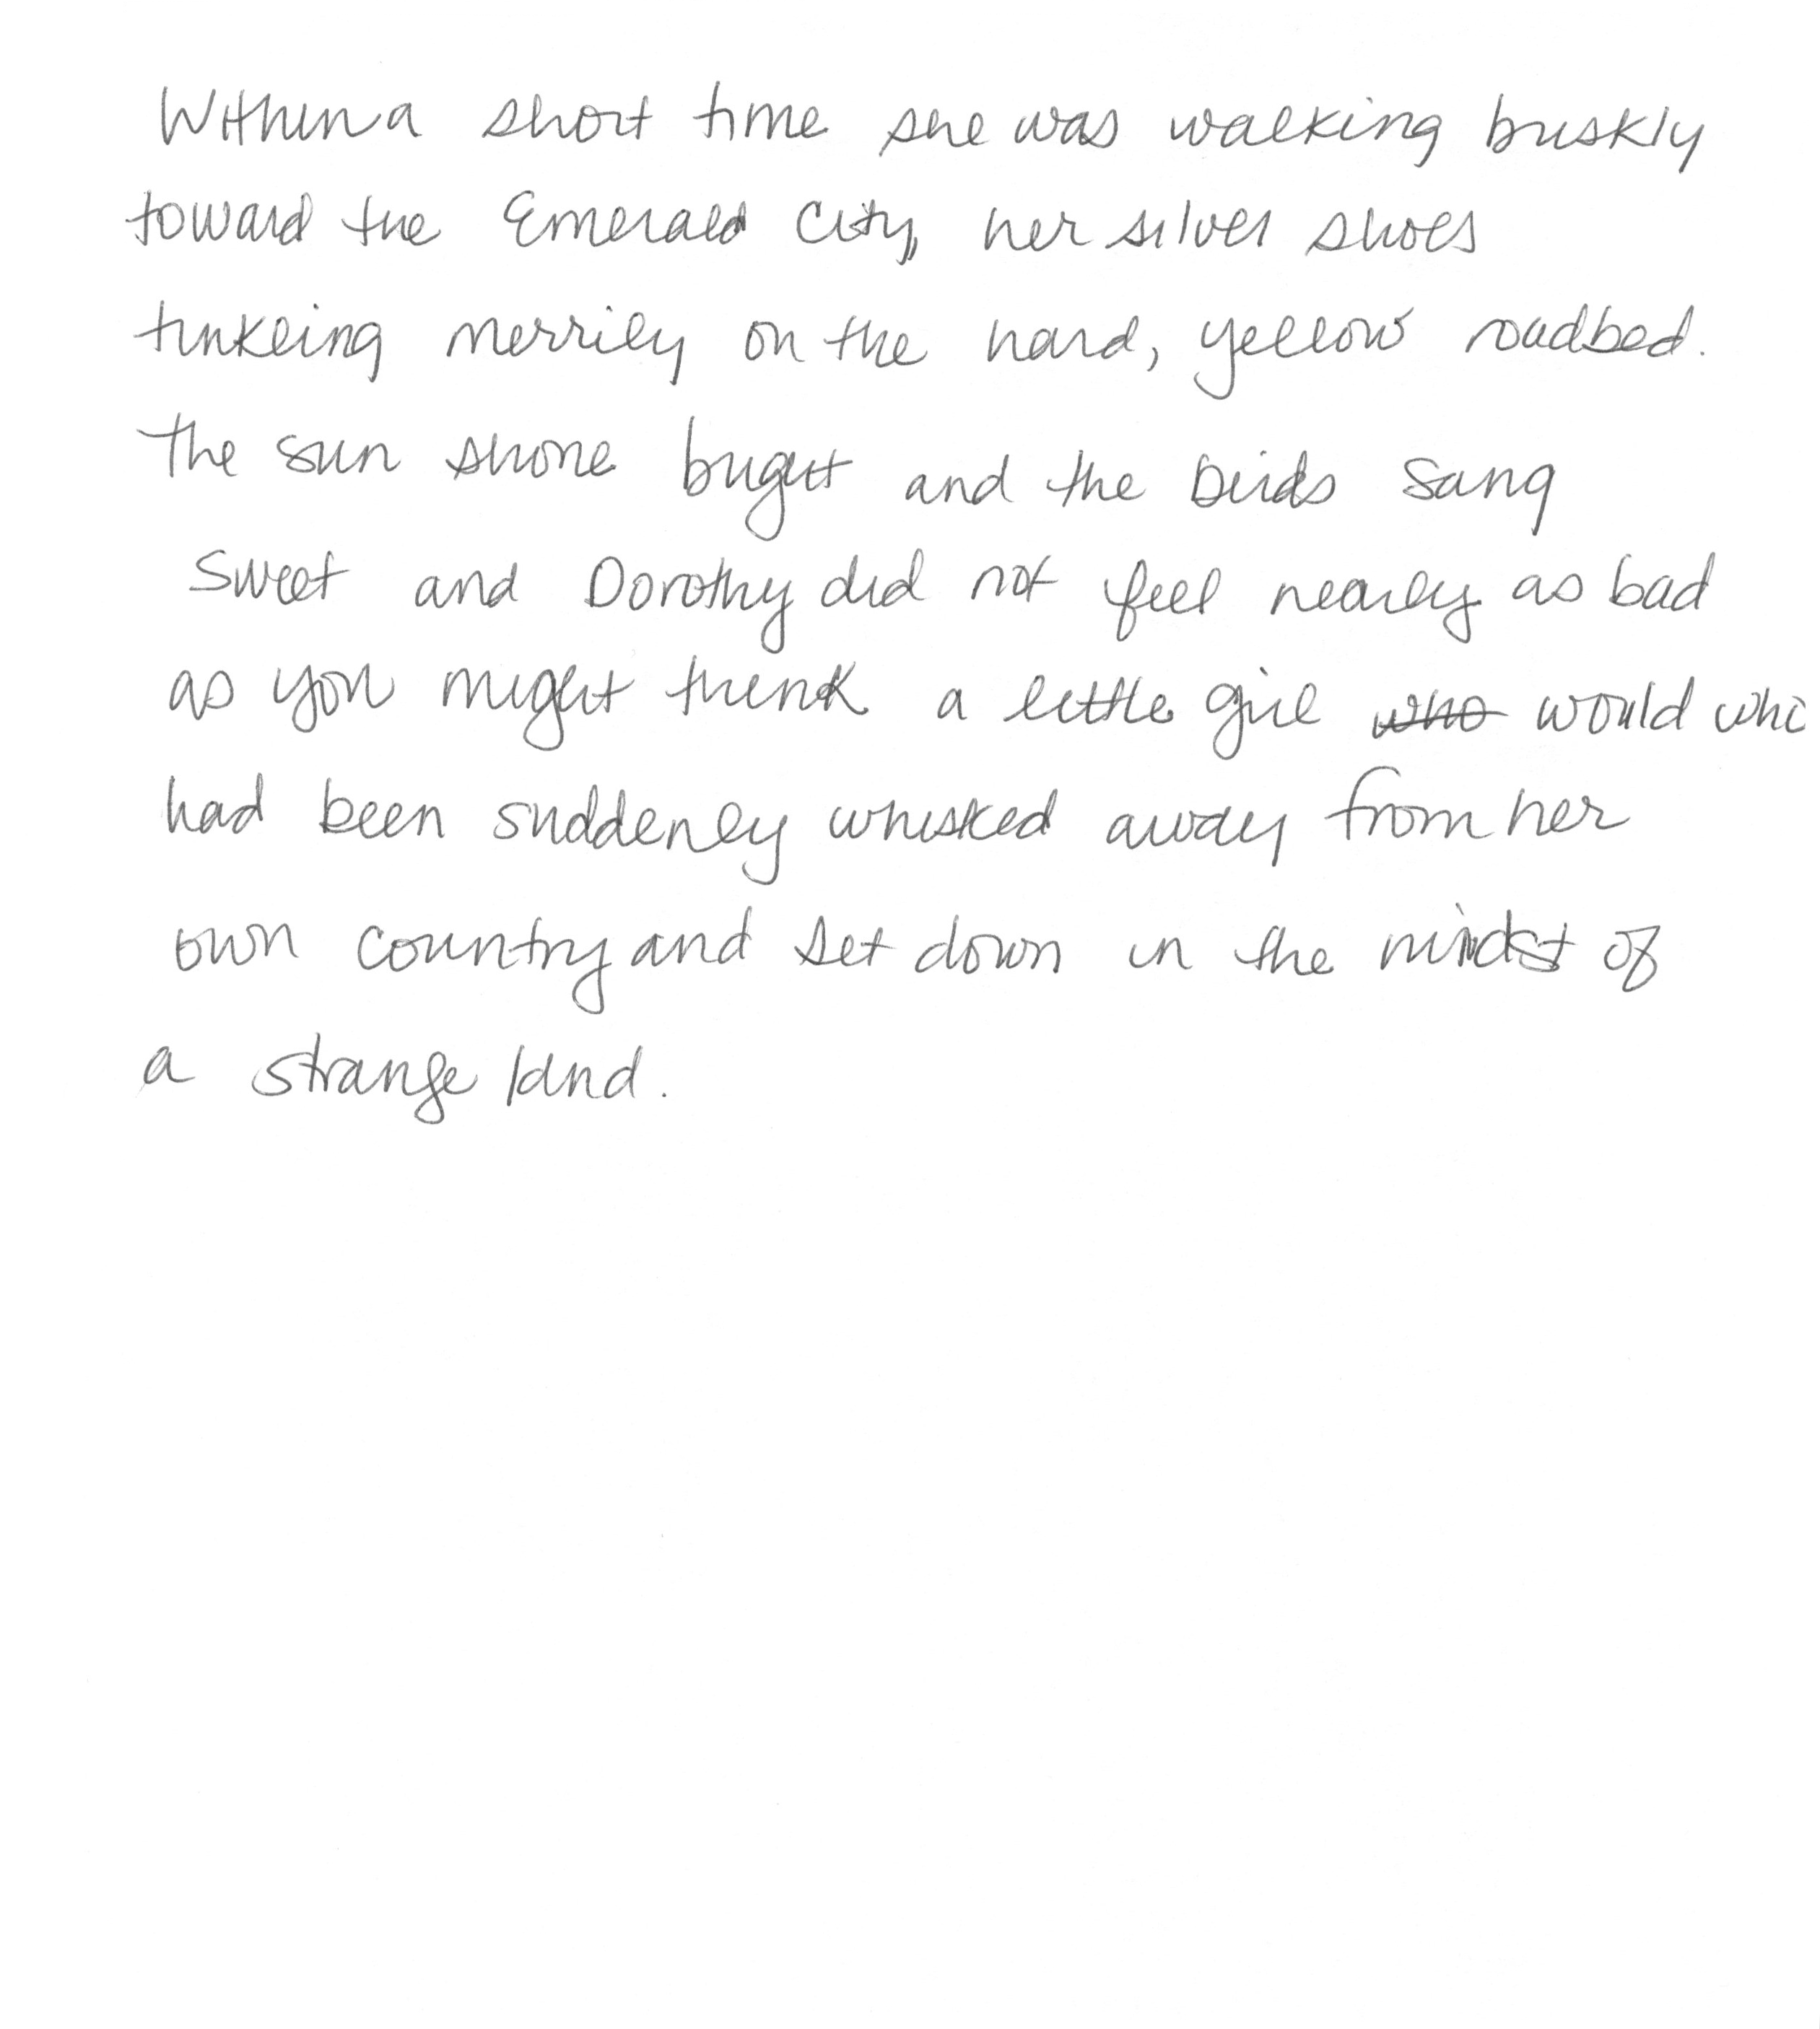 Within a short time she was walking briskly
toward the Emerald City, her silver shoes
tinkling merrily on the hard, yellow roadbed.
The sun shone bright and the birds sang
sweet and Dorothy did not feel nearly as bad
as you might think a little girl who would who
had been suddenly whisked away from her
own country and set down in the midst of
a strange land.